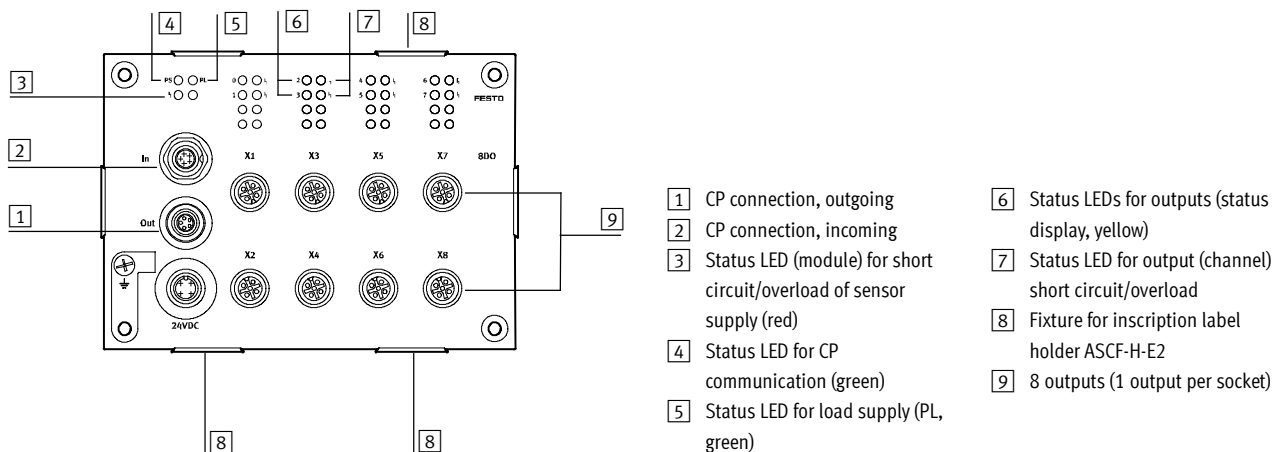 4 5 6 7 8
3
PS PL 0 2 4 6
1 3 5 7
FESTO
2
In X1 X3 X5 X7 8DO
1
Out
9
X2 X4 X6 X8
24VDC
8 8
1 CP connection, outgoing
2 CP connection, incoming
3 Status LED (module) for short
circuit/overload of sensor
supply (red)
4 Status LED for CP
communication (green)
5 Status LED for load supply (PL,
green)
6 Status LEDs for outputs (status
display, yellow)
7 Status LED for output (channel)
short circuit/overload
8 Fixture for inscription label
holder ASCF-H-E2
9 8 outputs (1 output per socket)